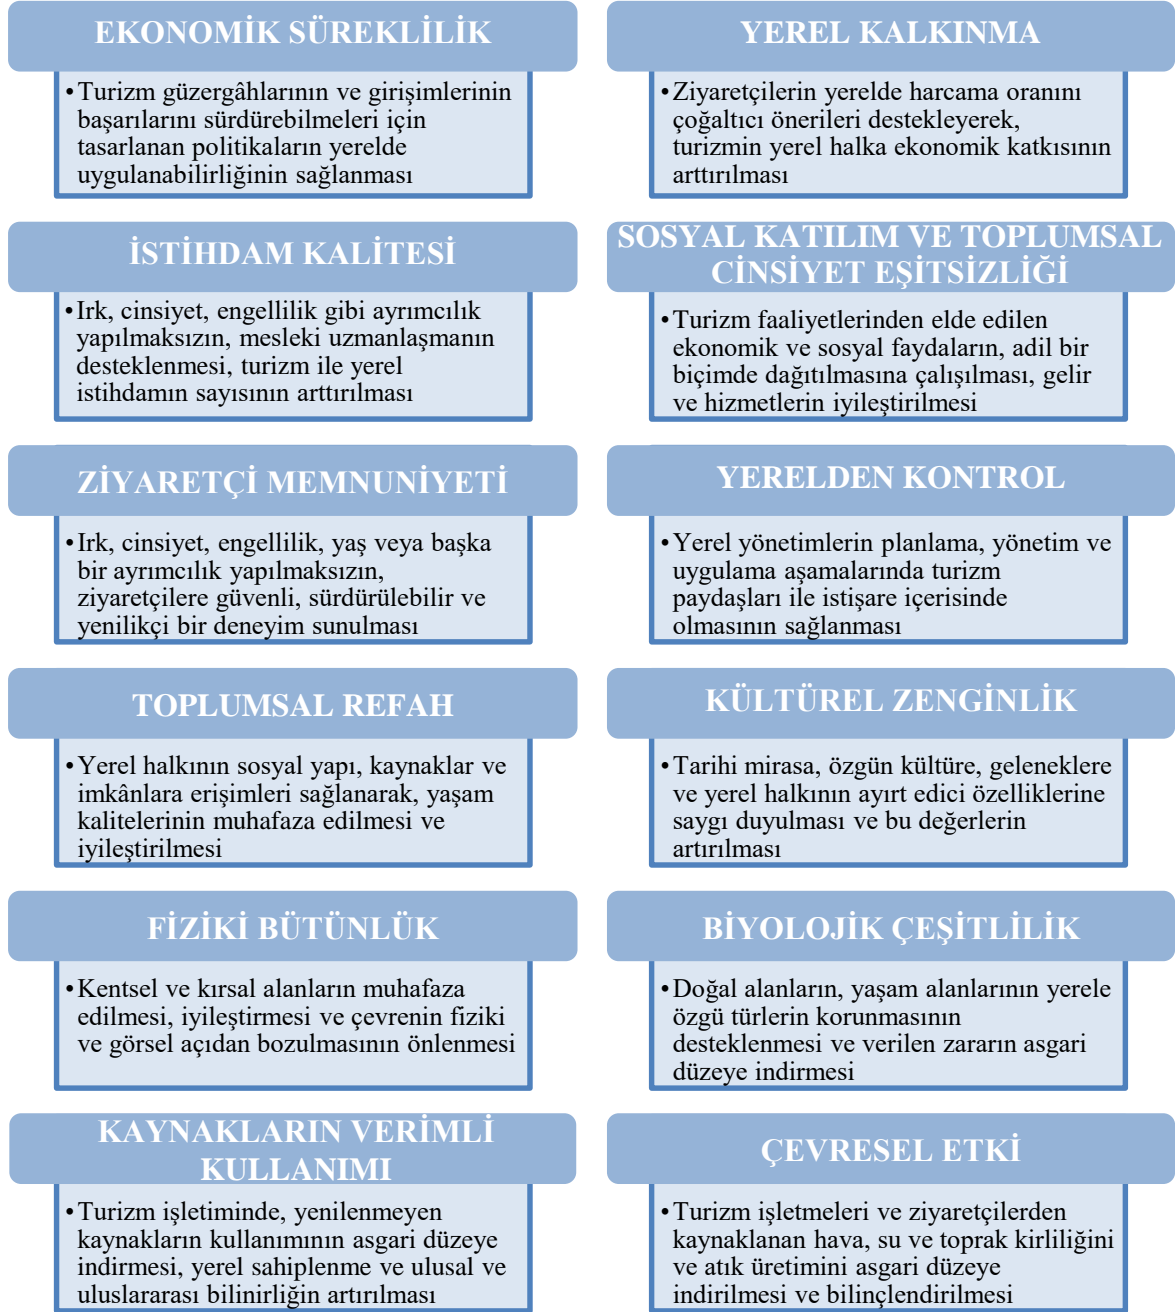 EKONOMİK SÜREKLİLİK
•Turizm güzergâhlarının ve girişimlerinin
başarılarını sürdürebilmeleri için
tasarlanan politikaların yerelde
uygulanabilirliğinin sağlanması
YEREL KALKINMA
•Ziyaretçilerin yerelde harcama oranını
çoğaltıcı önerileri destekleyerek,
turizmin yerel halka ekonomik katkısının
arttırılması
İSTİHDAM KALİTESİ
•Irk, cinsiyet, engellilik gibi ayrımcılık
yapılmaksızın, mesleki uzmanlaşmanın
desteklenmesi, turizm ile yerel
istihdamın sayısının arttırılması
SOSYAL KATILIM VE TOPLUMSAL
CİNSİYET EŞİTSİZLİĞİ
•Turizm faaliyetlerinden elde edilen
ekonomik ve sosyal faydaların, adil bir
biçimde dağıtılmasına çalışılması, gelir
ve hizmetlerin iyileştirilmesi
ZİYARETÇİ MEMNUNİYETİ
•Irk, cinsiyet, engellilik, yaş veya başka
bir ayrımcılık yapılmaksızın,
ziyaretçilere güvenli, sürdürülebilir ve
yenilikçi bir deneyim sunulması
YERELDEN KONTROL
•Yerel yönetimlerin planlama, yönetim ve
uygulama aşamalarında turizm
paydaşları ile istişare içerisinde
olmasının sağlanması
TOPLUMSAL REFAH
•Yerel halkının sosyal yapı, kaynaklar ve
imkânlara erişimleri sağlanarak, yaşam
kalitelerinin muhafaza edilmesi ve
iyileştirilmesi
KÜLTÜREL ZENGİNLİK
•Tarihi mirasa, özgün kültüre, geleneklere
ve yerel halkının ayırt edici özelliklerine
saygı duyulması ve bu değerlerin
artırılması
FİZİKİ BÜTÜNLÜK
•Kentsel ve kırsal alanların muhafaza
edilmesi, iyileştirmesi ve çevrenin fiziki
ve görsel açıdan bozulmasının önlenmesi
BİYOLOJİK ÇEŞİTLİLİK
•Doğal alanların, yaşam alanlarının yerele
özgü türlerin korunmasının
desteklenmesi ve verilen zararın asgari
düzeye indirmesi
KAYNAKLARIN VERİMLİ
KULLANIMI
•Turizm işletiminde, yenilenmeyen
kaynakların kullanımının asgari düzeye
indirmesi, yerel sahiplenme ve ulusal ve
uluslararası bilinirliğin artırılması
ÇEVRESEL ETKİ
•Turizm işletmeleri ve ziyaretçilerden
kaynaklanan hava, su ve toprak kirliliğini
ve atık üretimini asgari düzeye
indirilmesi ve bilinçlendirilmesi